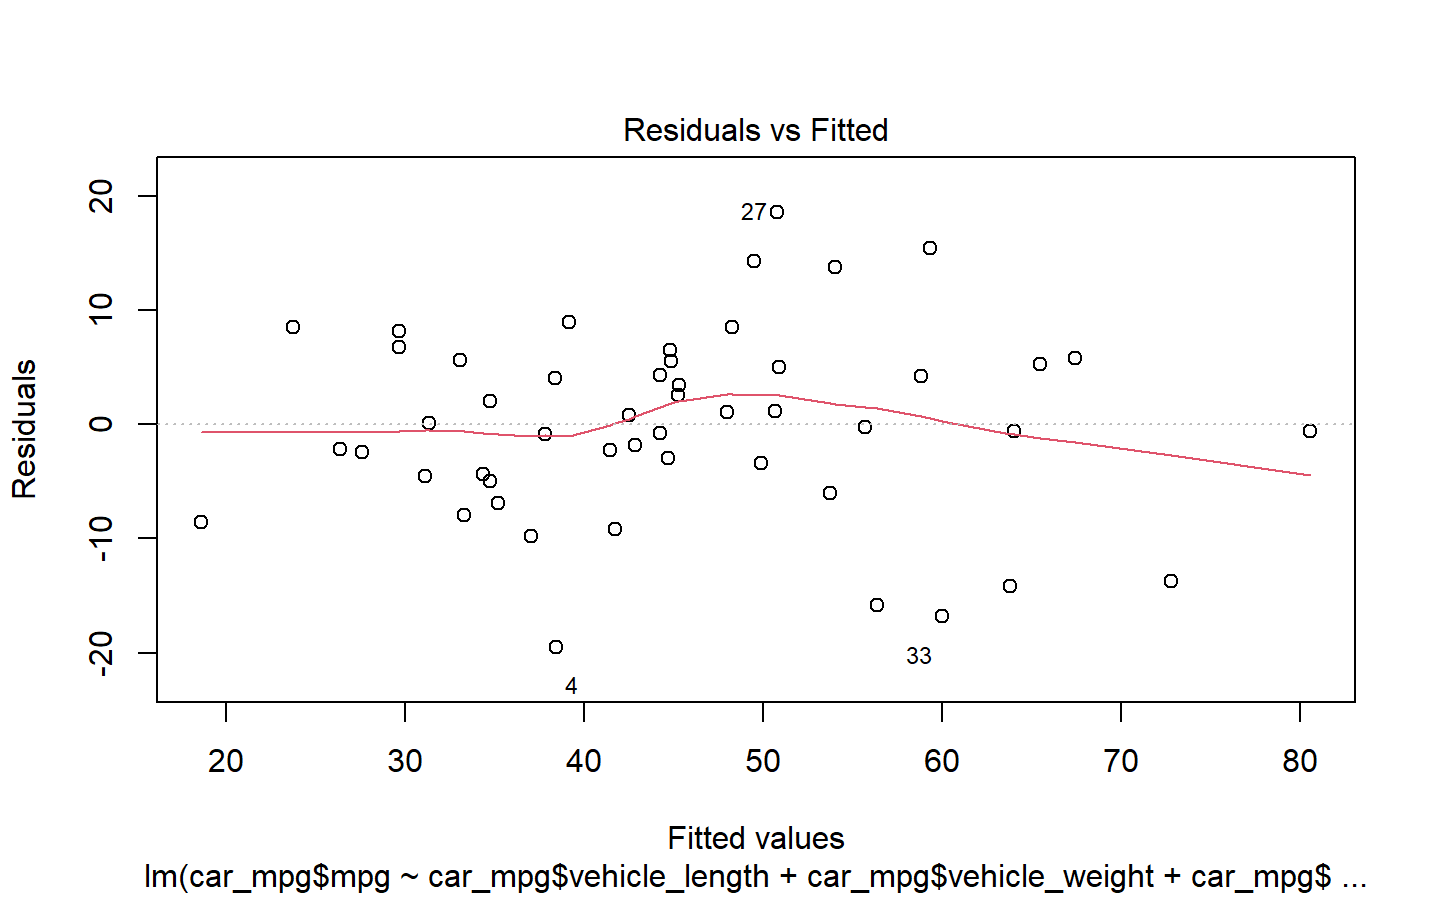 Residuals vs Fitted
20
10
0
-10
-20
Residuals
27
33
4
20 30 40 50 60 70 80
Fitted values
lm(car_mpg$mpg ~ car_mpg$vehicle_length + car_mpg$vehicle_weight + car_mpg$ ...